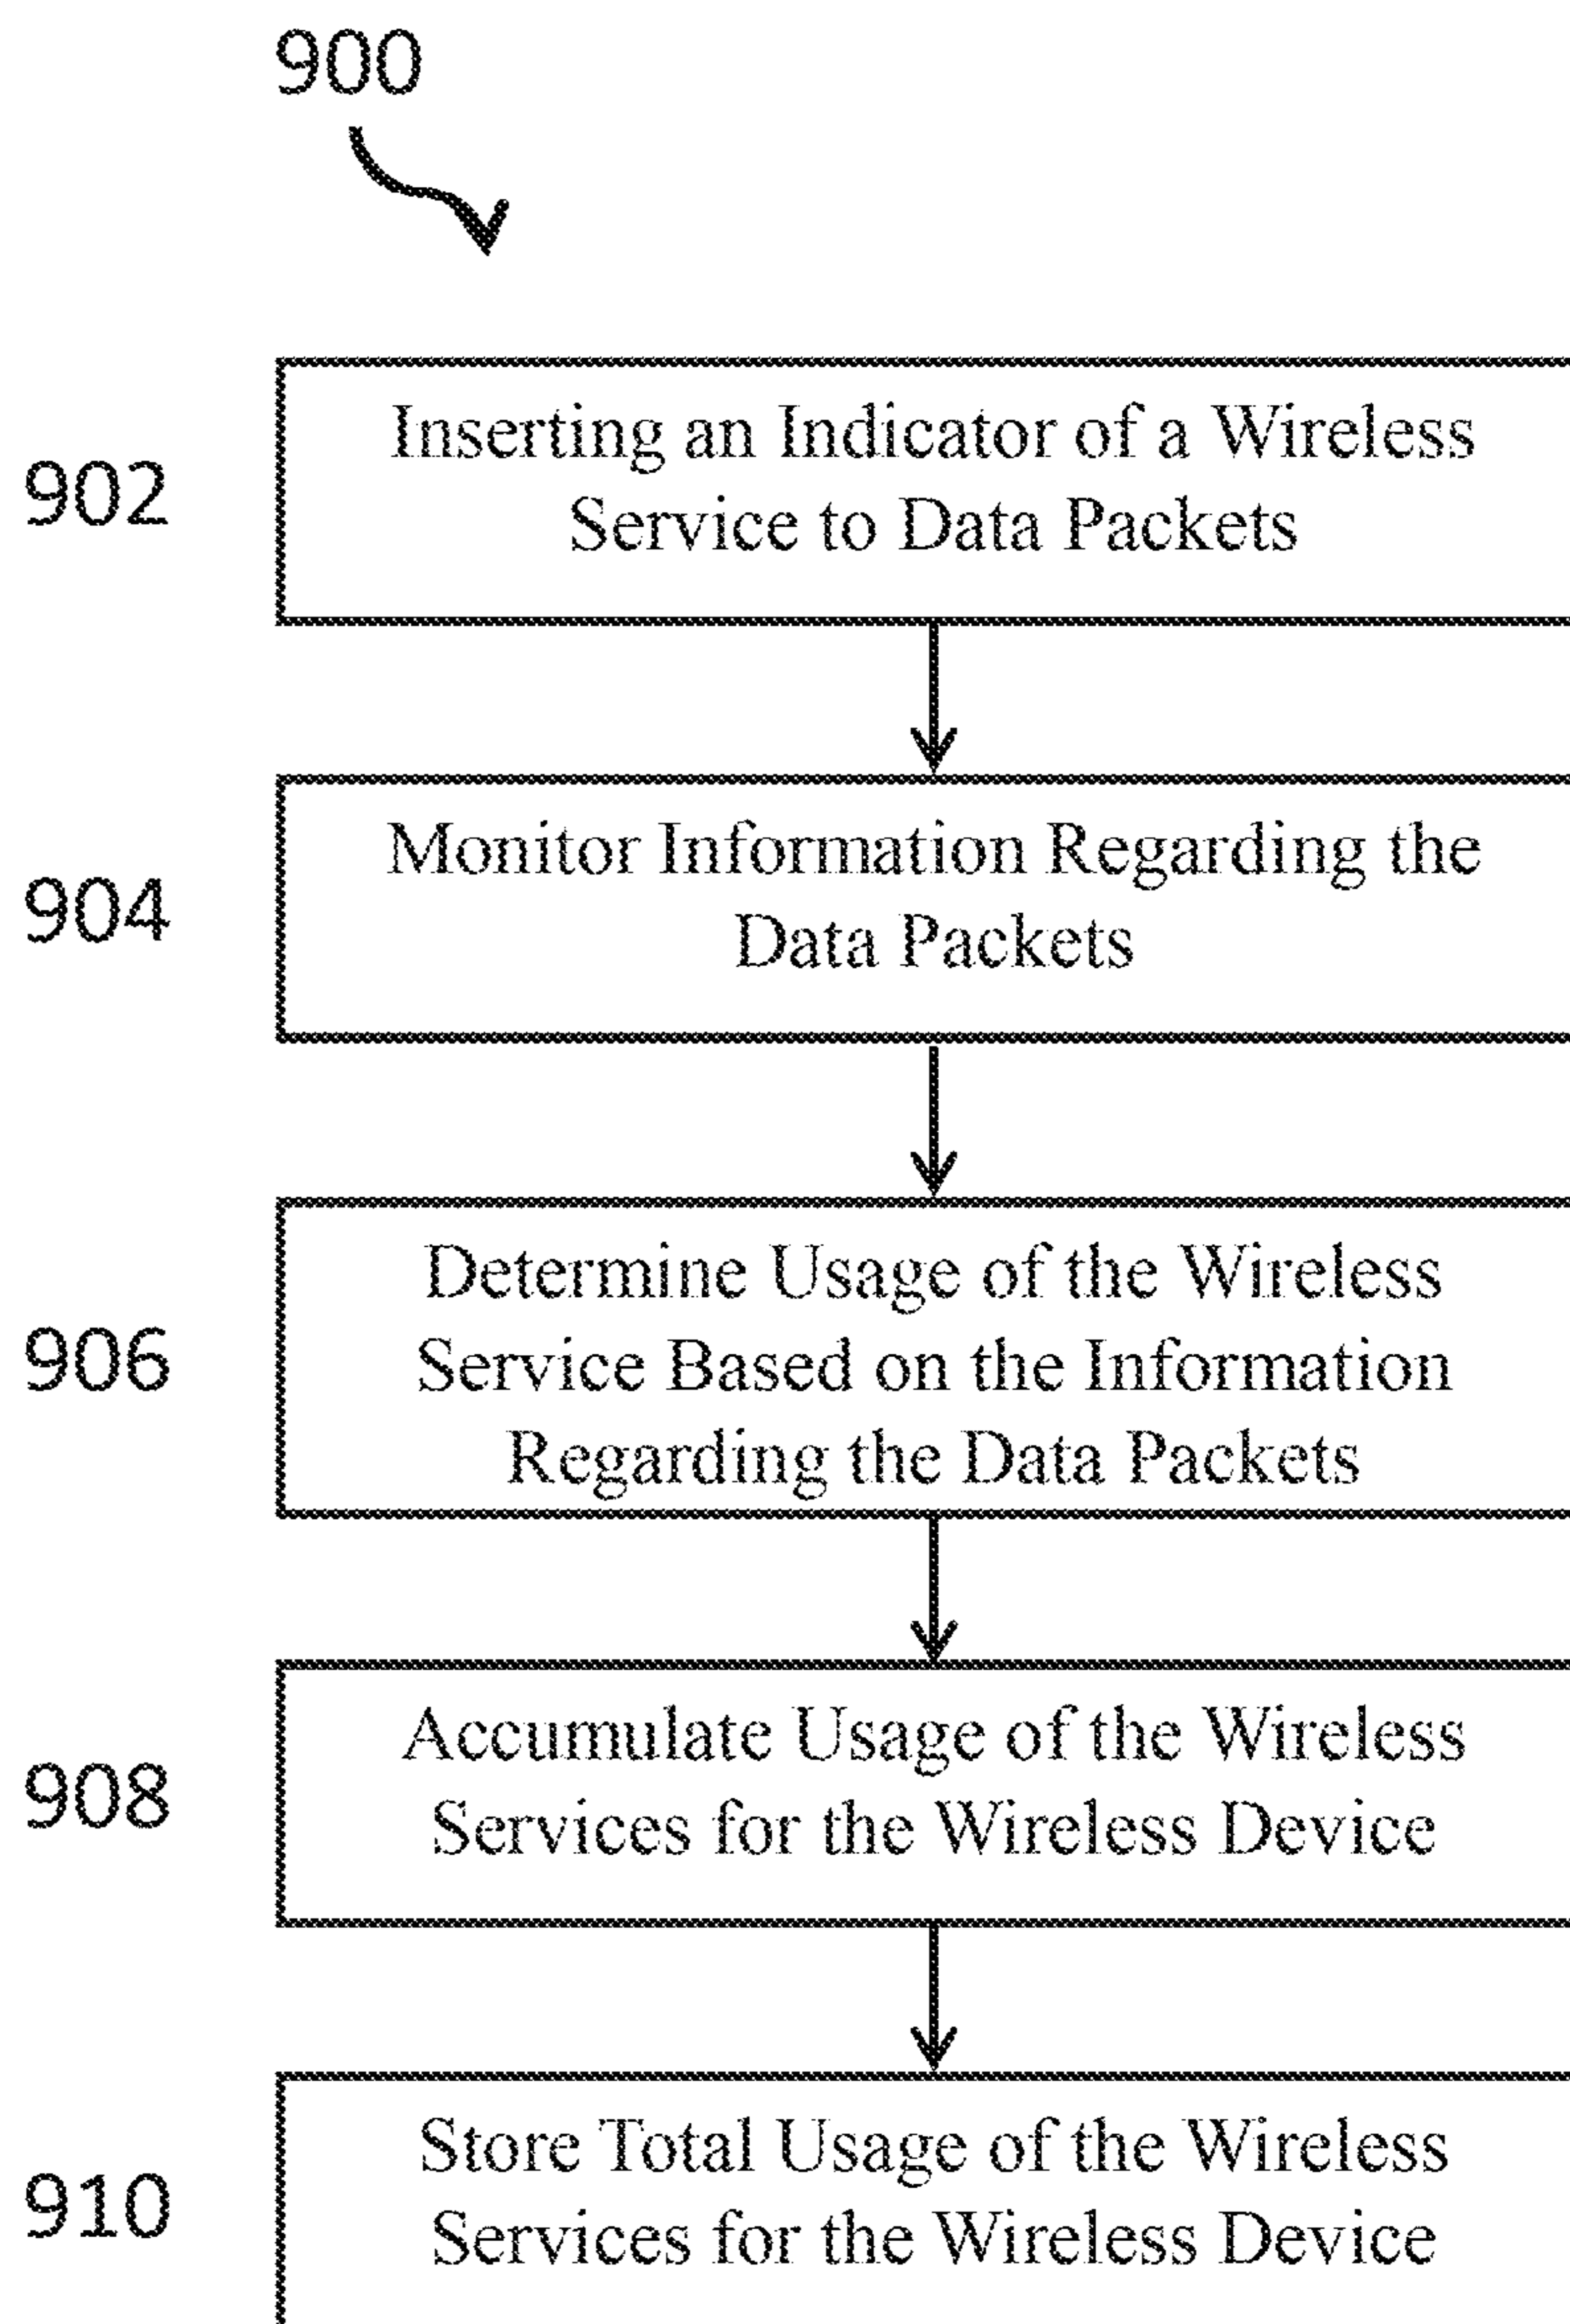 900
902
Inserting an Indicator of a Wireless
Service to Data Packets
904
Monitor Information Regarding the
Data Packets
906
Determine Usage of the Wireless
Service Based on the Information
Regarding the Data Packets
908
Accumulate Usage of the Wireless
Services for the Wireless Device
910
Store Total Usage of the Wireless
Services for the Wireless Device